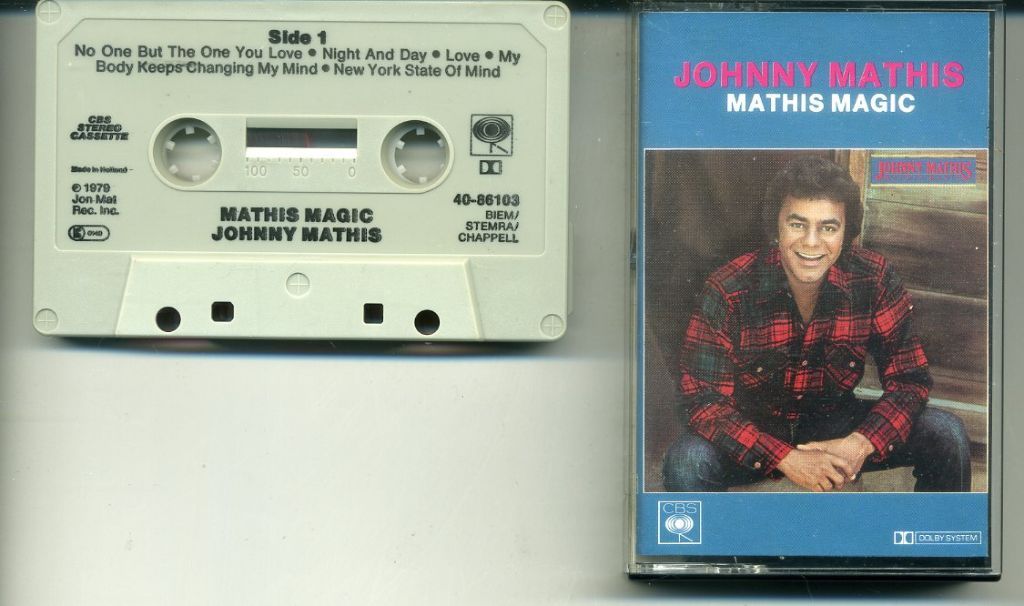 Side 1
No One But The One You Love • Night And Day • Love • My
Body Keeps Changing My Mind • New York State Of Mind
CBS
STEREO
CASSETTE
Made in Holland
100 50 0
℗ 1979
Jon Mat
Rec. Inc.
40-86103
BIEM/
STEMRA/
CHAPPELL
MATHIS MAGIC
JOHNNY MATHIS
JOHNNY MATHIS
MATHIS MAGIC
JOHNNY MATHIS
CBS
DOLBY SYSTEM